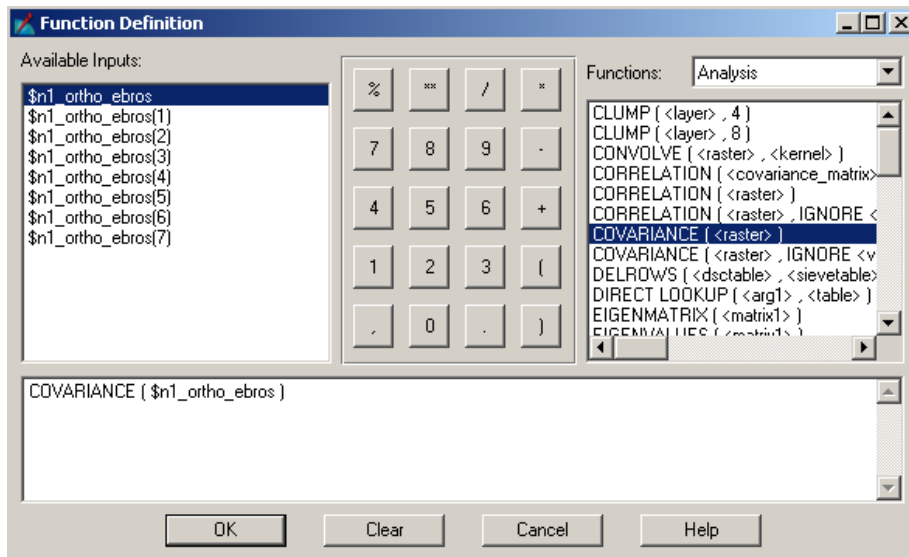 Function Definition
Available Inputs:
$n1_ortho_ebros
$n1_ortho_ebros(1)
$n1_ortho_ebros(2)
$n1_ortho_ebros(3)
$n1_ortho_ebros(4)
$n1_ortho_ebros(5)
$n1_ortho_ebros(6)
$n1_ortho_ebros(7)
% ** / *
7 8 9 -
4 5 6 +
1 2 3 (
, 0 . )
Functions: Analysis
CLUMP ( <layer> , 4 )
CLUMP ( <layer> , 8 )
CONVOLVE ( <raster> , <kernel> )
CORRELATION ( <covariance_matrix>
CORRELATION ( <raster> )
CORRELATION ( <raster> , IGNORE <
COVARIANCE ( <raster> )
COVARIANCE ( <raster> , IGNORE <v
DELROWS ( <dsctable> , <sievetable>
DIRECT LOOKUP ( <arg1> , <table> )
EIGENMATRIX ( <matrix1> )
EIGENVALUES ( <matrix1> )
COVARIANCE ( $n1_ortho_ebros )
OK Clear Cancel Help